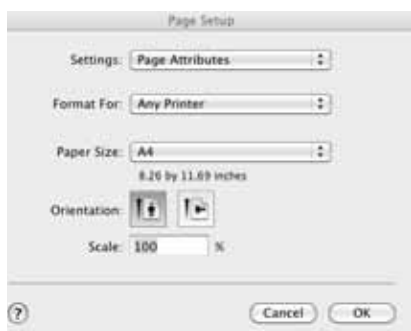 Page Setup
Settings: Page Attributes
Format For: Any Printer
Paper Size: A4
8.26 by 11.69 inches
Orientation:
Scale: 100 %
? Cancel OK